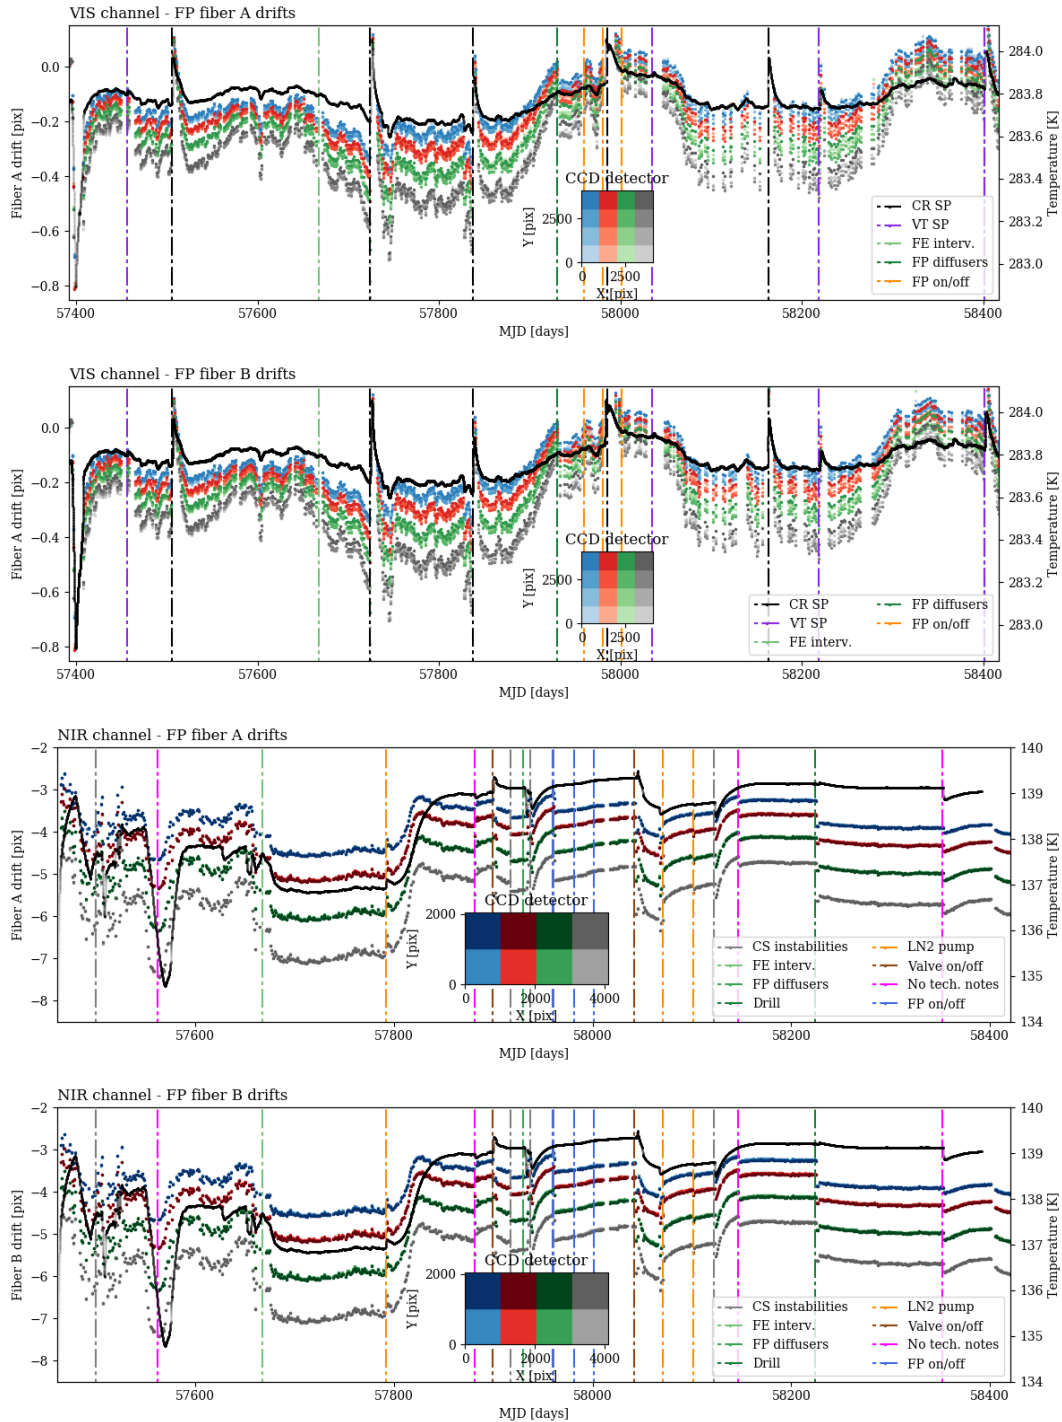 VIS channel - FP fiber A drifts
Fiber A drift [pix]
0.0
−0.2
−0.4
−0.6
−0.8
284.0
283.8
283.6
283.4
283.2
283.0
Temperature [K]
CCD detector
Y [pix]
2500
0
0 2500
X [pix]
CR SP
VT SP
FE interv.
FP diffusers
FP on/off
57400 57600 57800 58000 58200 58400
MJD [days]
VIS channel - FP fiber B drifts
Fiber A drift [pix]
0.0
−0.2
−0.4
−0.6
−0.8
284.0
283.8
283.6
283.4
283.2
283.0
Temperature [K]
CCD detector
Y [pix]
2500
0
0 2500
X [pix]
CR SP
VT SP
FE interv.
FP diffusers
FP on/off
57400 57600 57800 58000 58200 58400
MJD [days]
NIR channel - FP fiber A drifts
Fiber A drift [pix]
−2
−3
−4
−5
−6
−7
−8
140
139
138
137
136
135
134
Temperature [K]
CCD detector
Y [pix]
2000
0
0 2000 4000
X [pix]
CS instabilities
FE interv.
FP diffusers
Drill
LN2 pump
Valve on/off
No tech. notes
FP on/off
57600 57800 58000 58200 58400
MJD [days]
NIR channel - FP fiber B drifts
Fiber B drift [pix]
−2
−3
−4
−5
−6
−7
−8
140
139
138
137
136
135
134
Temperature [K]
CCD detector
Y [pix]
2000
0
0 2000 4000
X [pix]
CS instabilities
FE interv.
FP diffusers
Drill
LN2 pump
Valve on/off
No tech. notes
FP on/off
57600 57800 58000 58200 58400
MJD [days]